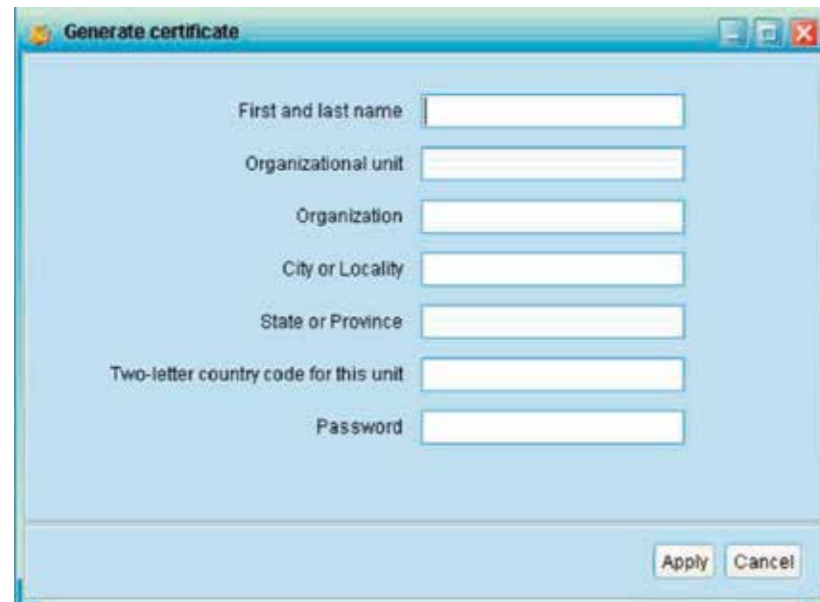 Generate certificate
First and last name
Organizational unit
Organization
City or Locality
State or Province
Two-letter country code for this unit
Password
Apply Cancel